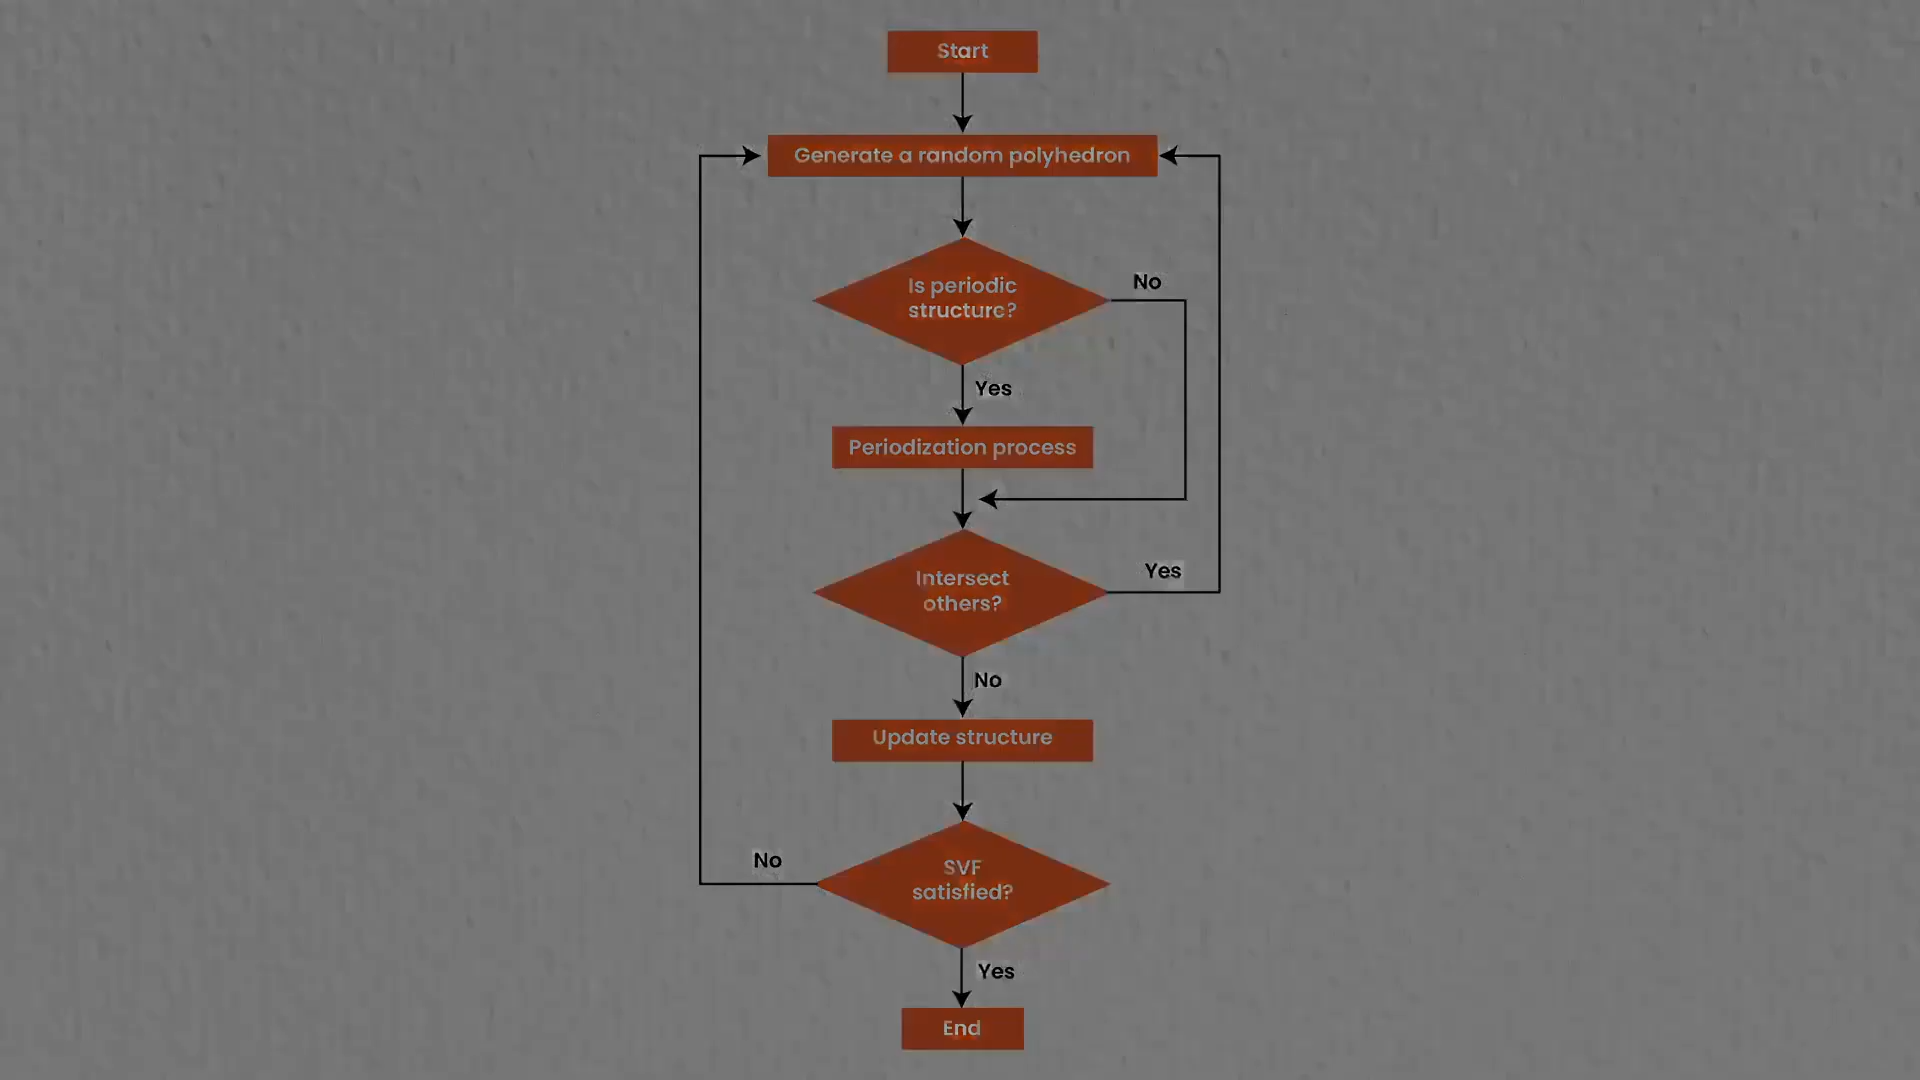 Start
Generate a random polyhedron
Is periodic
structure?
No
Yes
Periodization process
Intersect
others?
Yes
No
Update structure
SVF
satisfied?
No
Yes
End